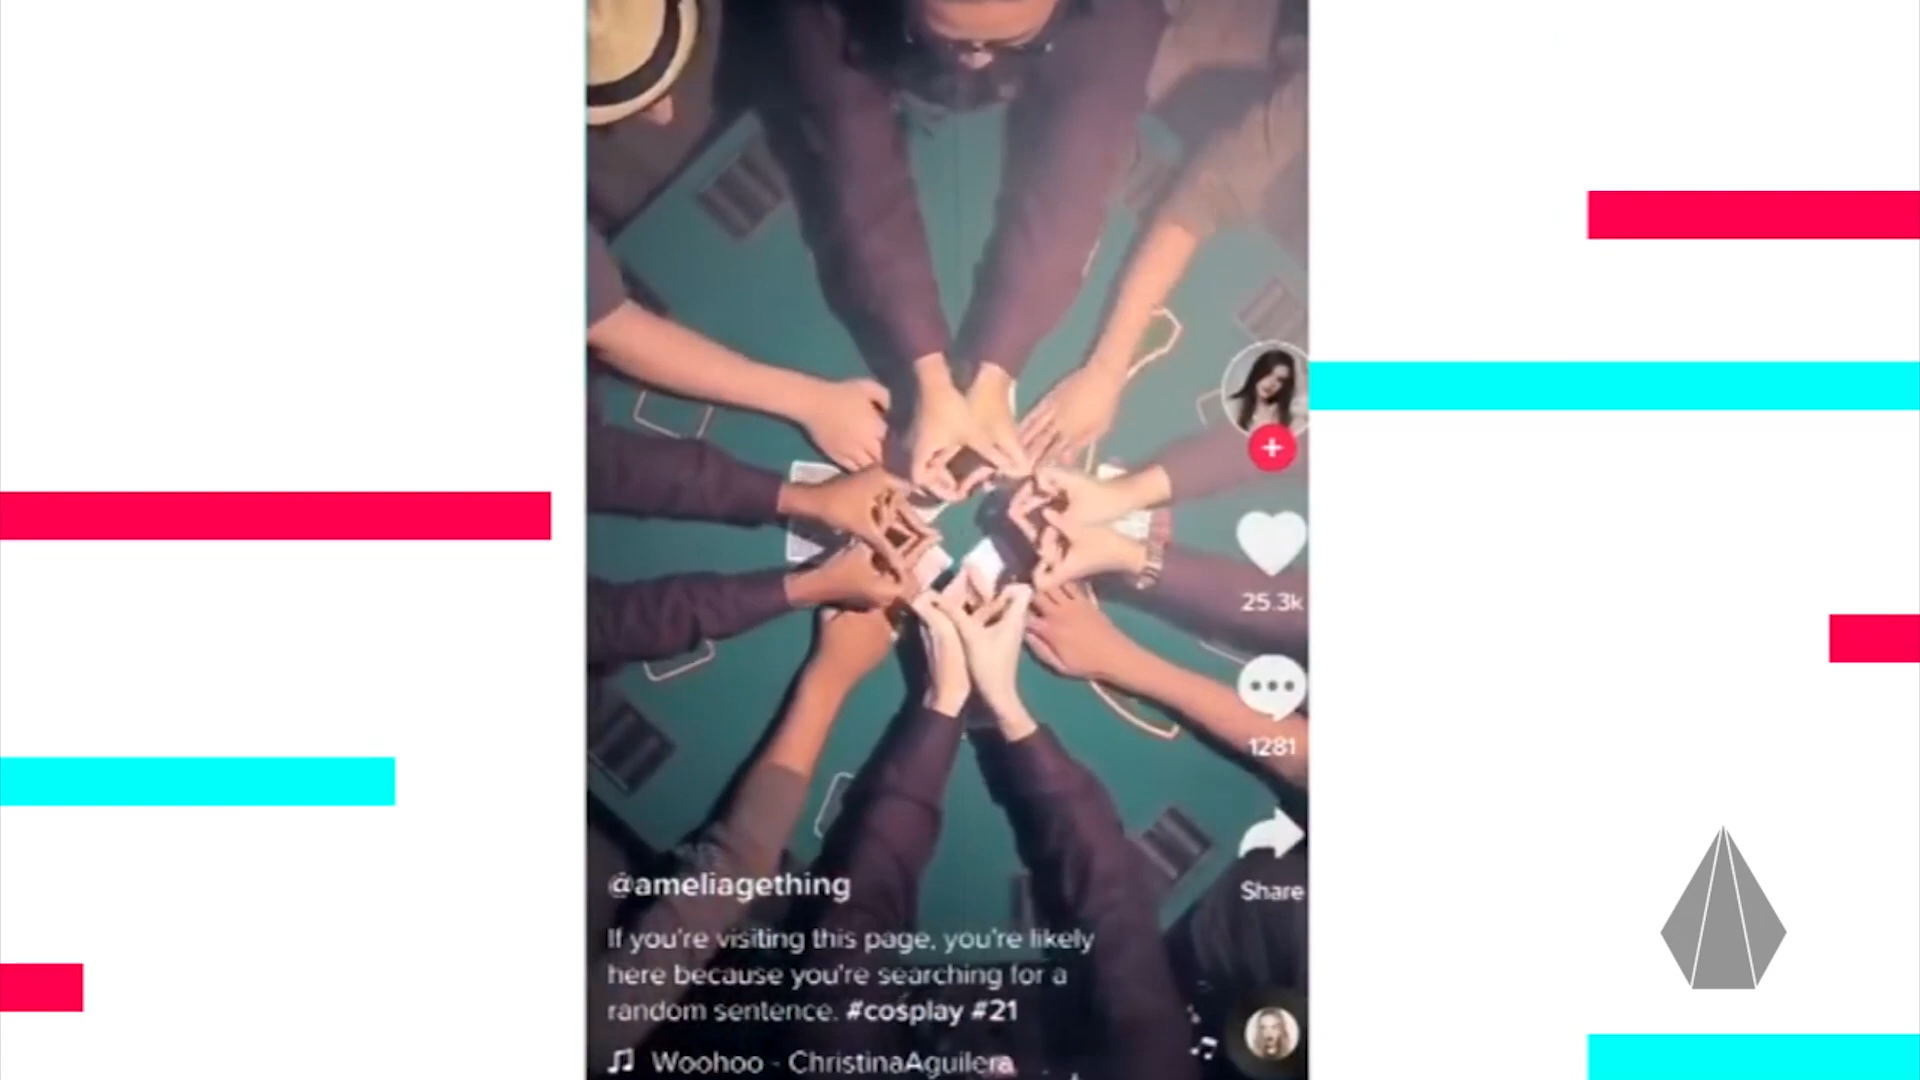 25.3k
1281
Share
@ameliagething
If you're visiting this page, you're likely
here because you're searching for a
random sentence. #cosplay #21
Woohoo - ChristinaAguilera